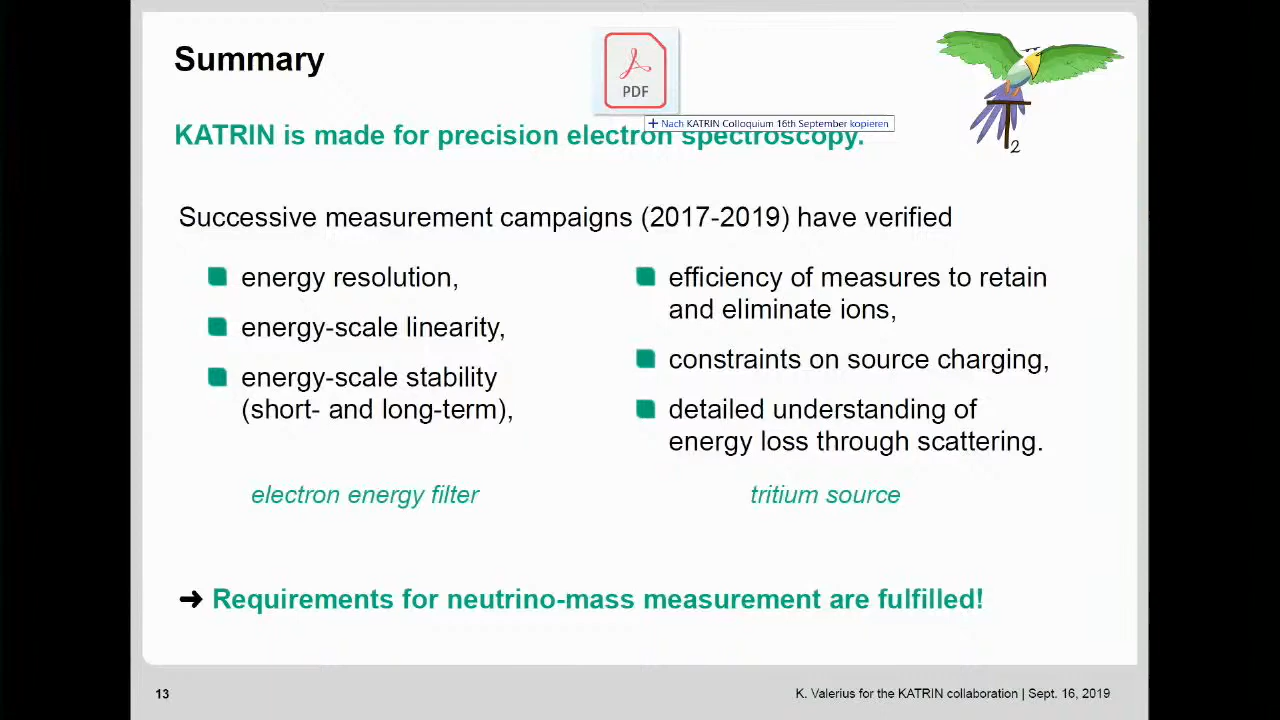 Summary
PDF
Nach KATRIN Colloquium 16th September kopieren
KATRIN is made for precision electron spectroscopy.
2
Successive measurement campaigns (2017-2019) have verified
energy resolution,
energy-scale linearity,
energy-scale stability
(short- and long-term),
electron energy filter
efficiency of measures to retain
and eliminate ions,
constraints on source charging,
detailed understanding of
energy loss through scattering.
tritium source
➜ Requirements for neutrino-mass measurement are fulfilled!
13
K. Valerius for the KATRIN collaboration | Sept. 16, 2019